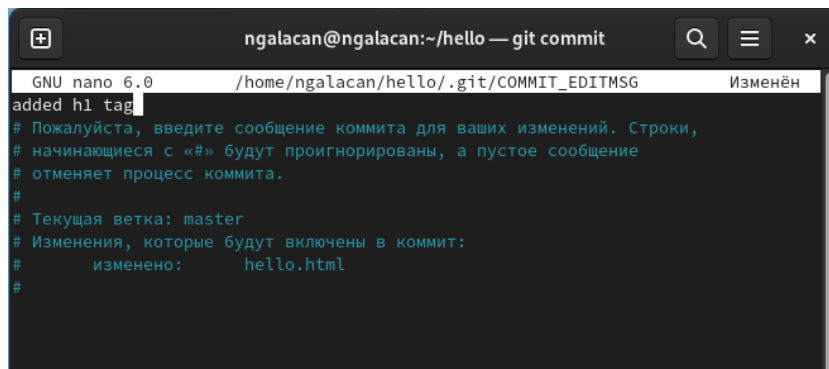 ngalacan@ngalacan:~/hello — git commit
GNU nano 6.0 /home/ngalacan/hello/.git/COMMIT_EDITMSG Изменён
added h1 tag
# Пожалуйста, введите сообщение коммита для ваших изменений. Строки,
# начинающиеся с «#» будут проигнорированы, а пустое сообщение
# отменяет процесс коммита.
#
# Текущая ветка: master
# Изменения, которые будут включены в коммит:
#       изменено:      hello.html
#